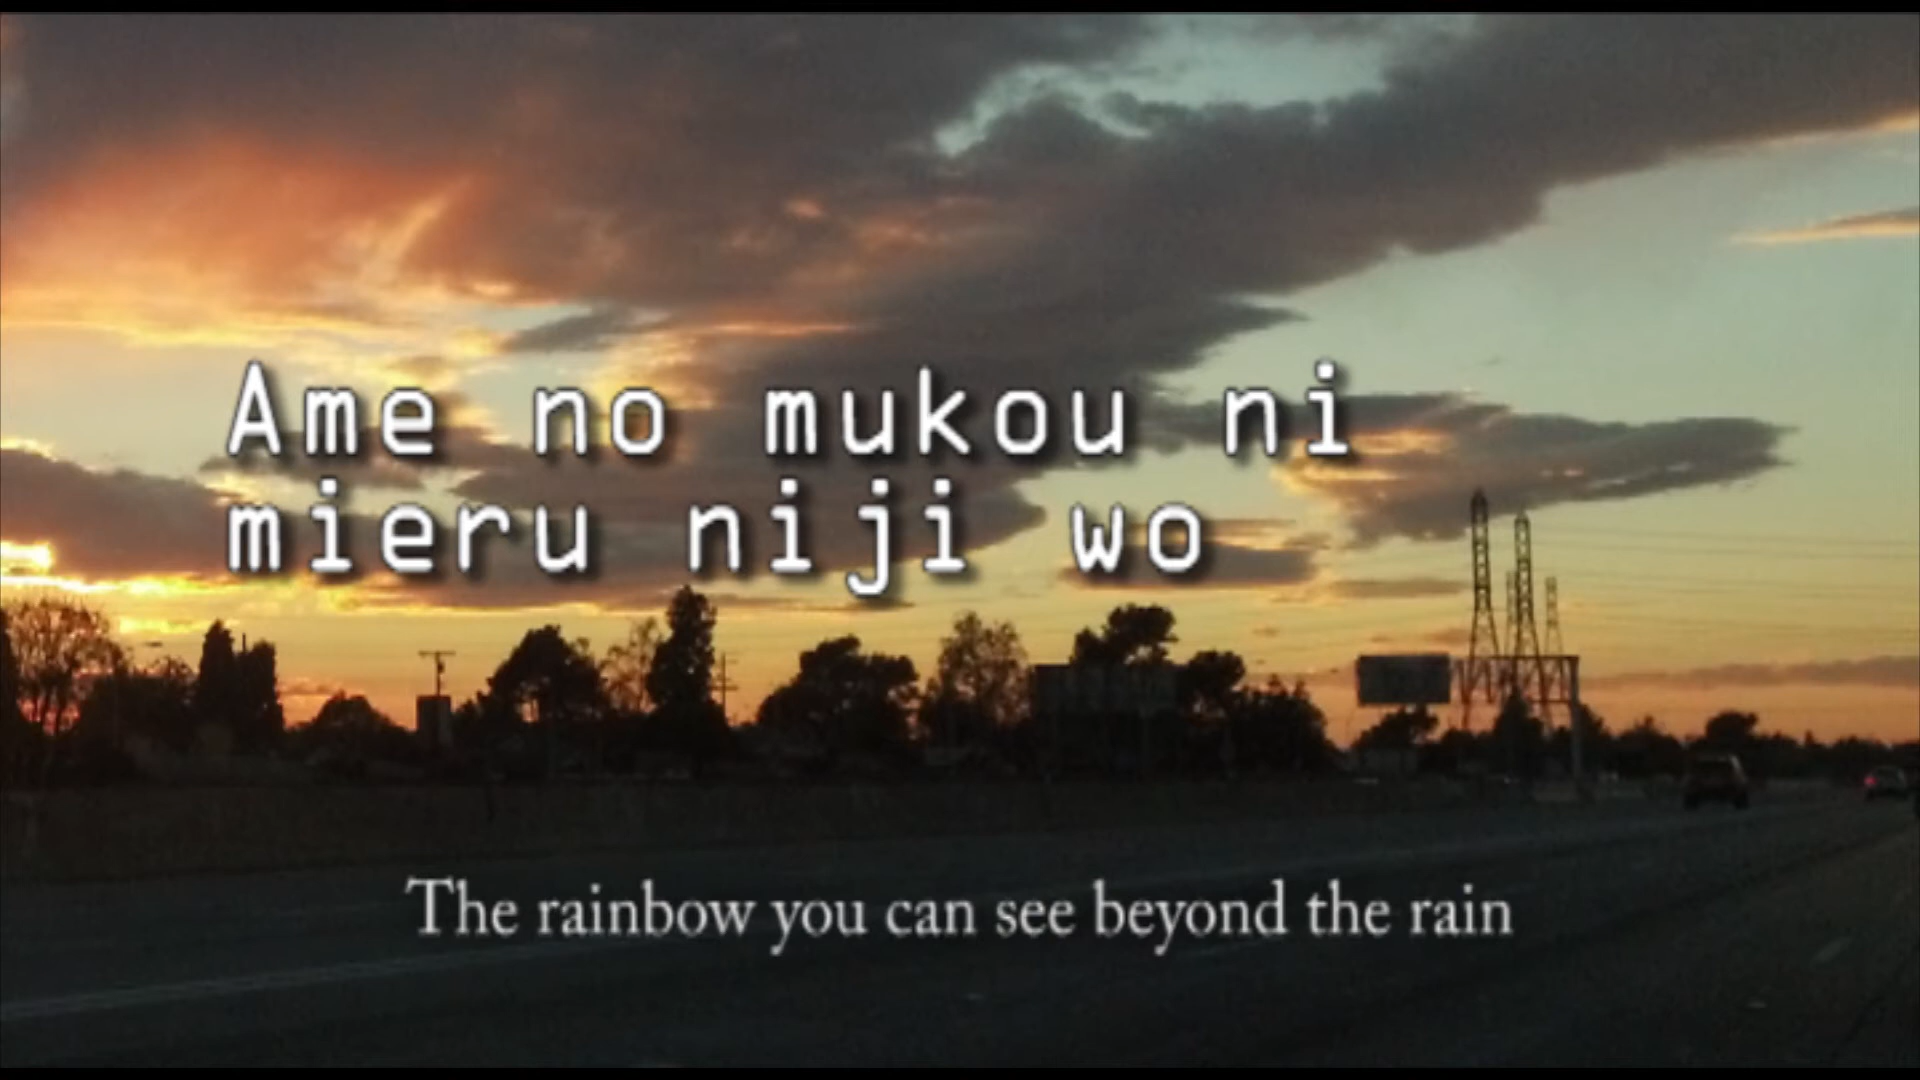 Ame no mukou ni
mieru niji wo
The rainbow you can see beyond the rain